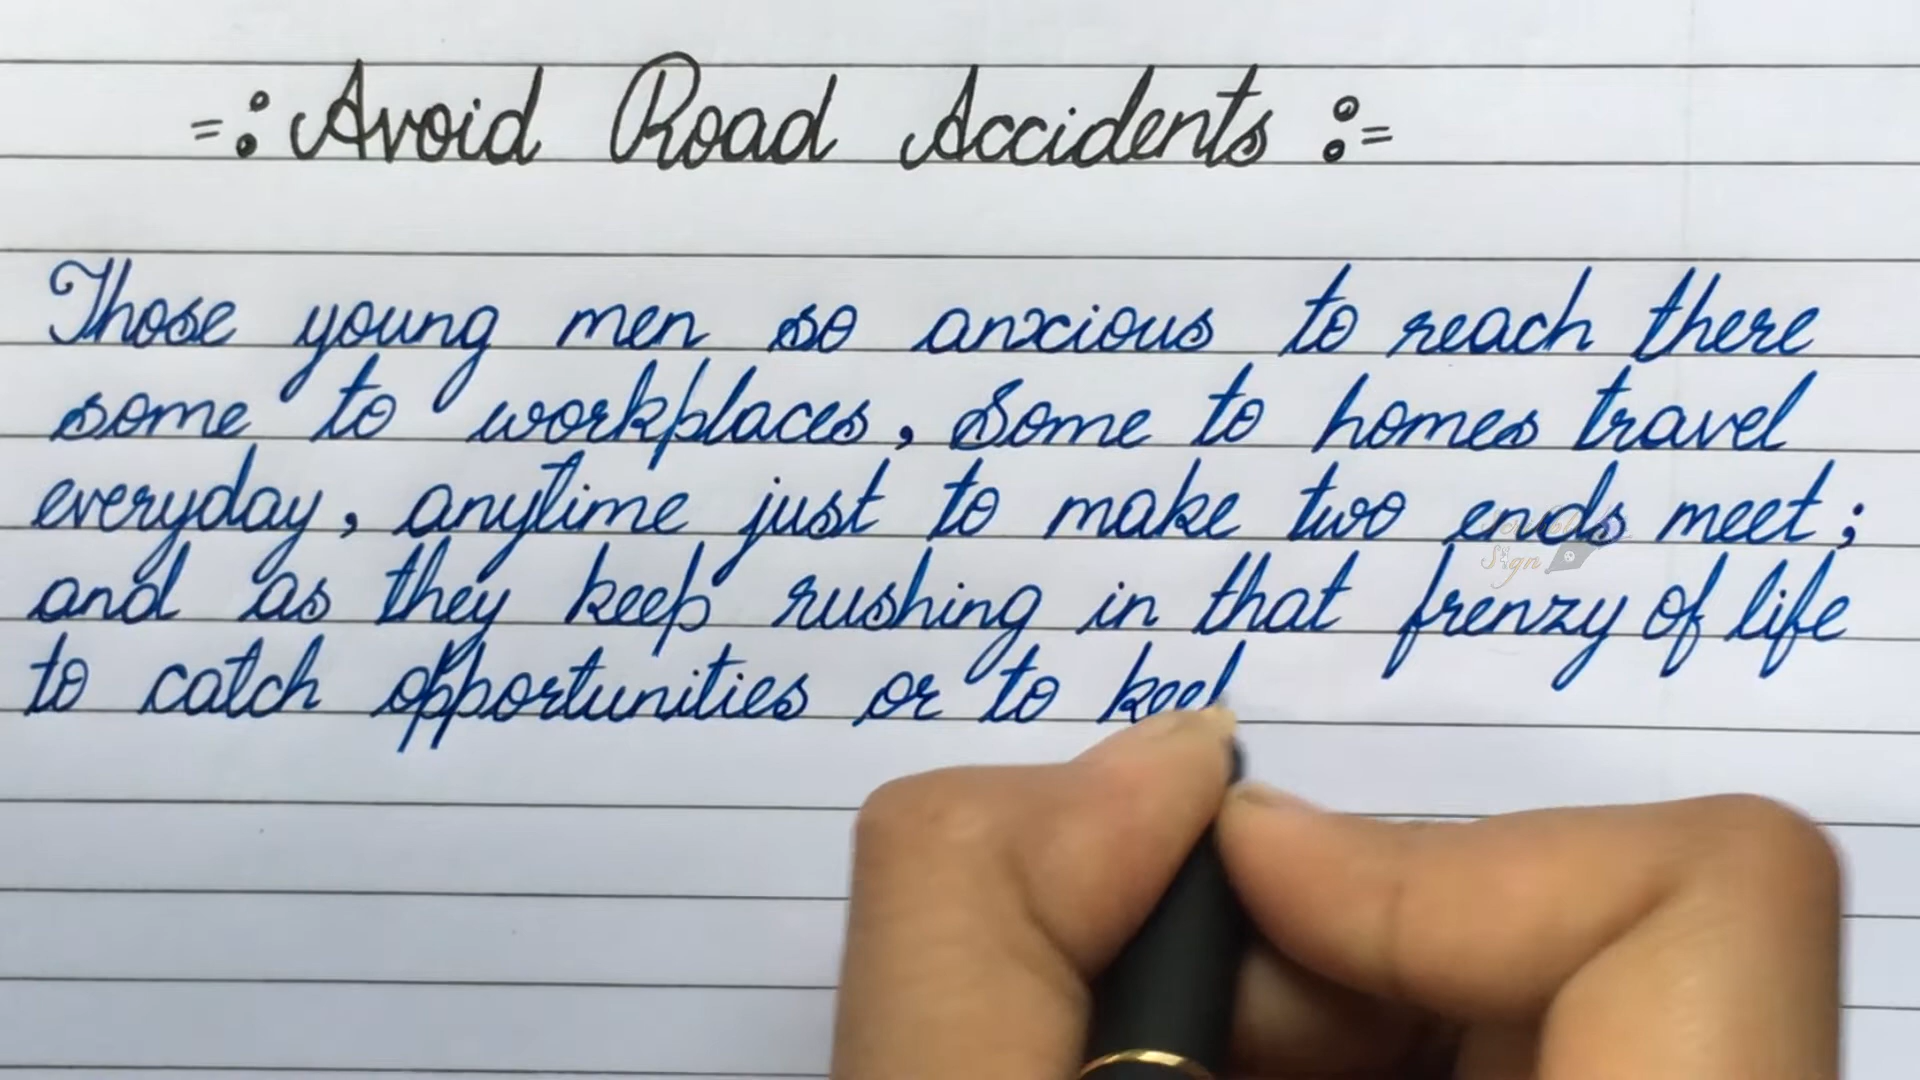 =: Avoid Road Accidents :=
Those young men so anxious to reach there
some to workplaces, Some to homes travel
everyday, anytime just to make two ends meet;
and as they keep rushing in that frenzy of life
to catch opportunities or to keep
Sign